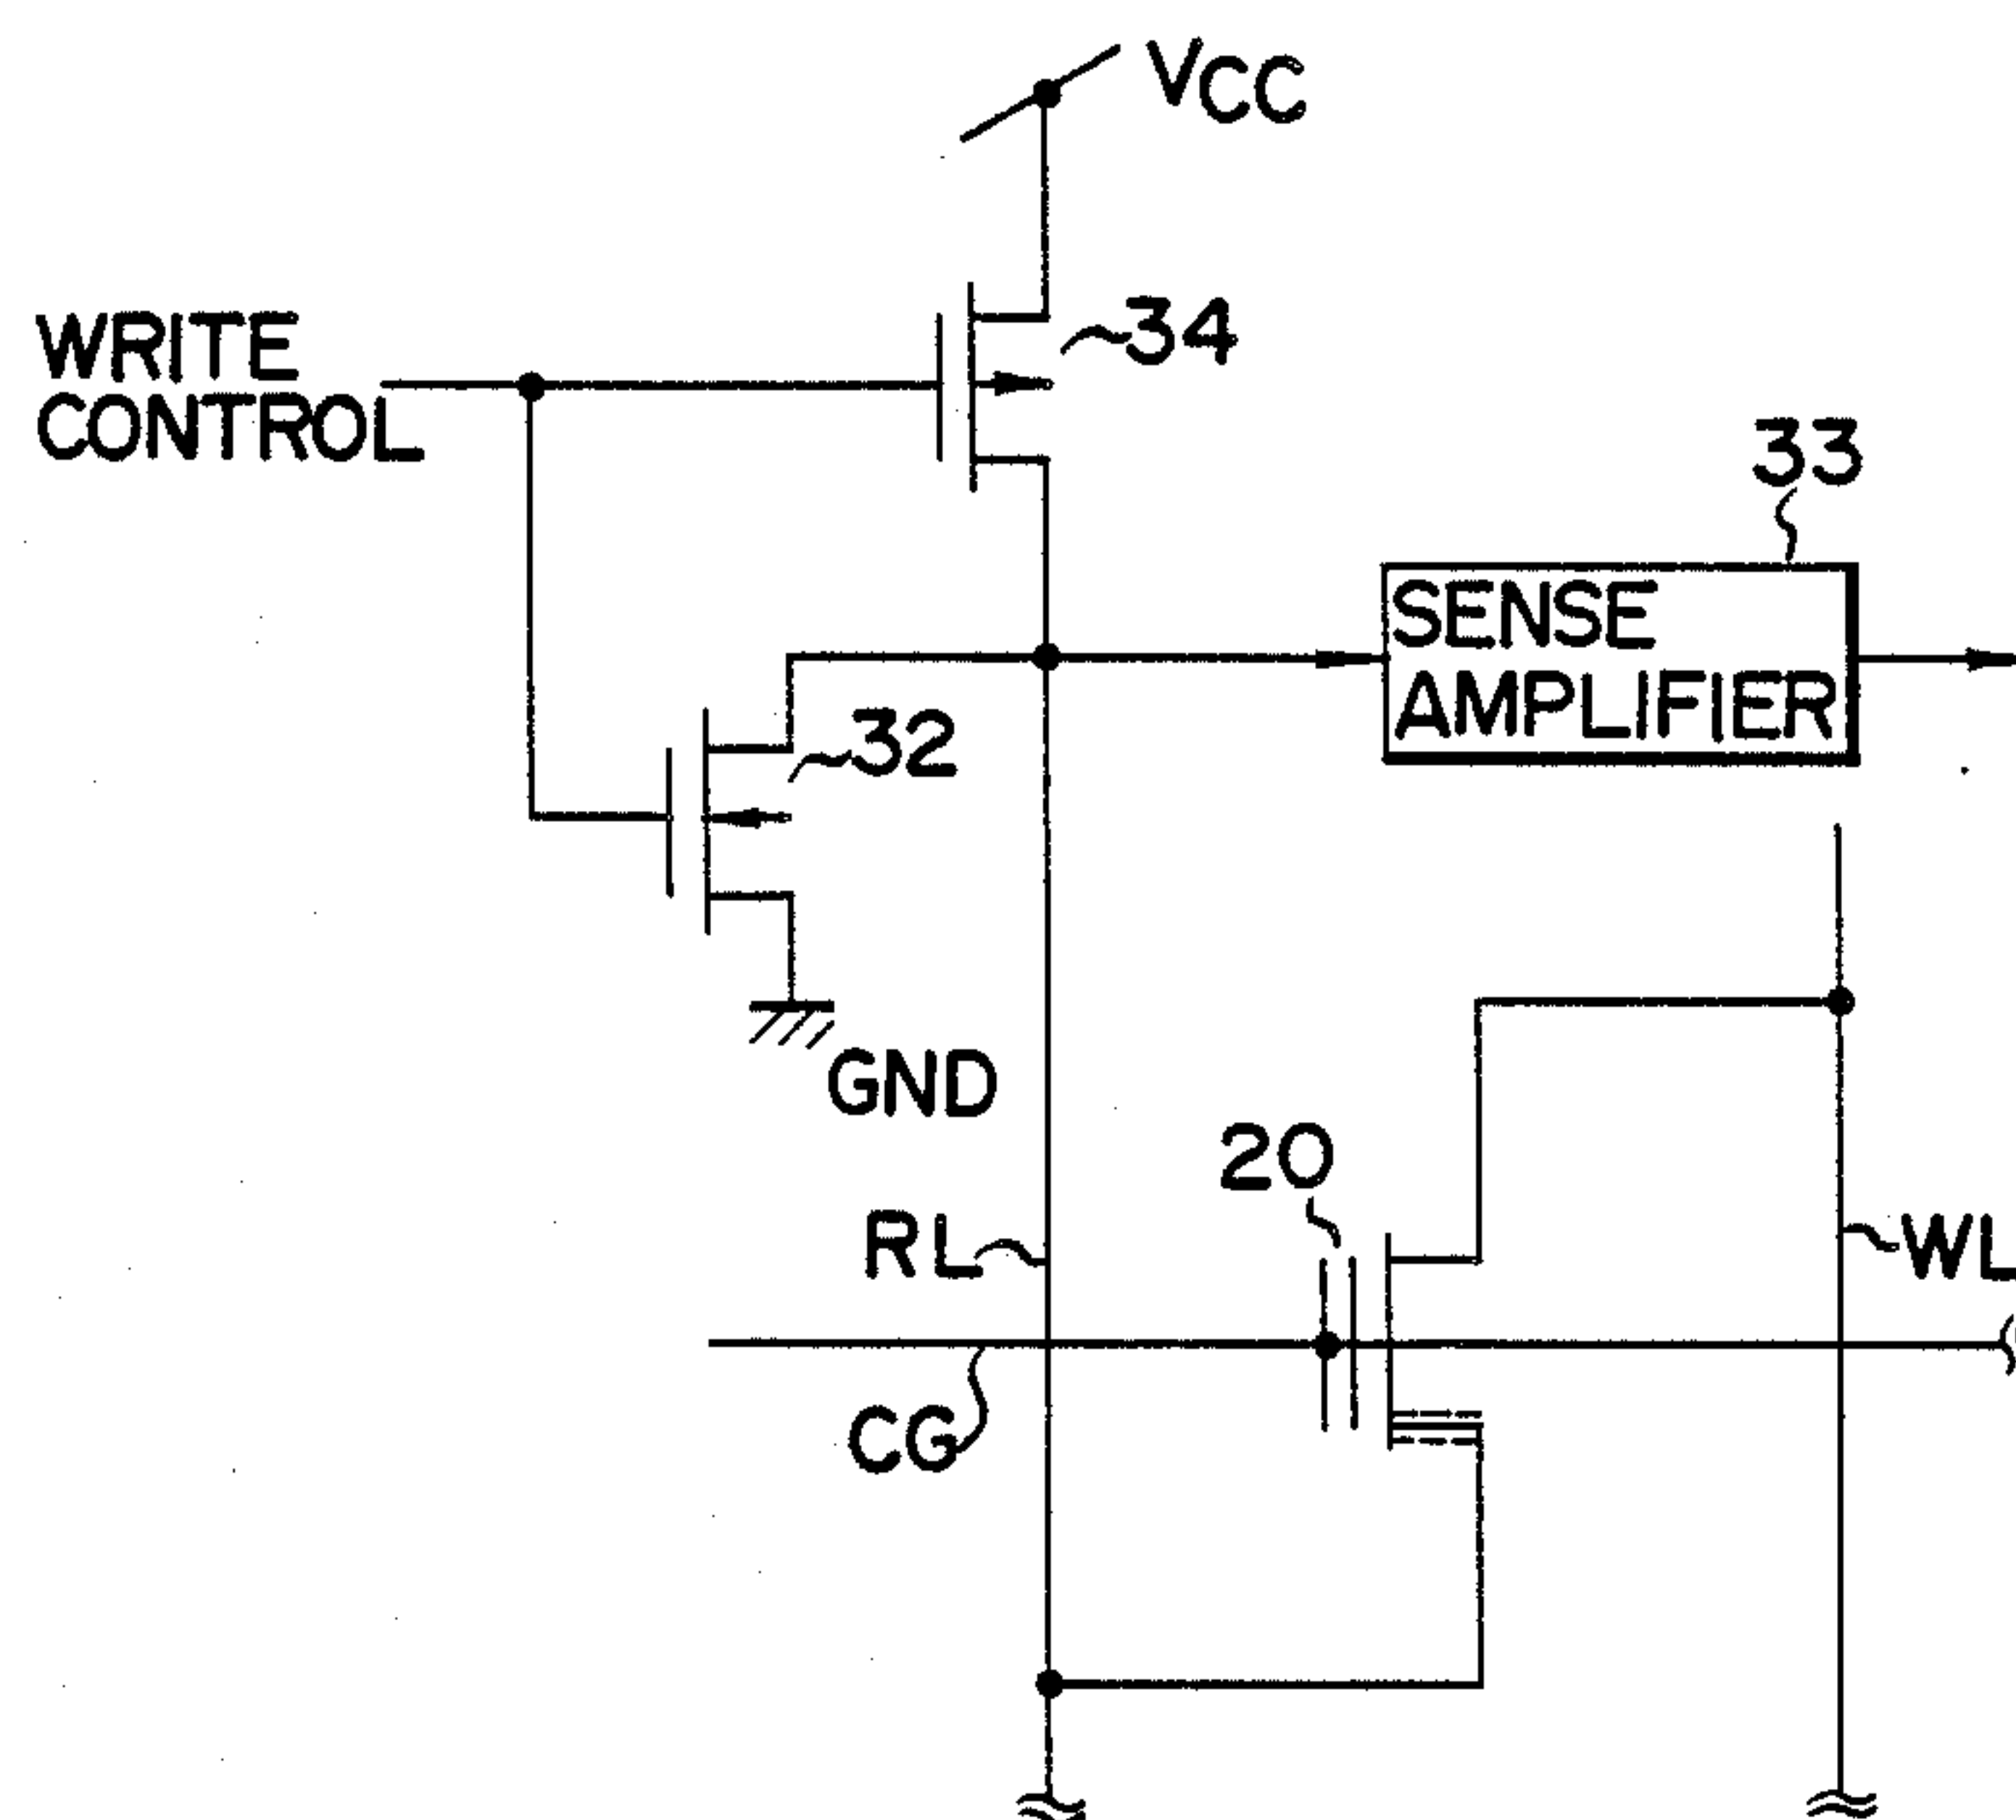 VCC
WRITE
CONTROL
34
33
SENSE
AMPLIFIER
32
GND
20
RL
WL
CG